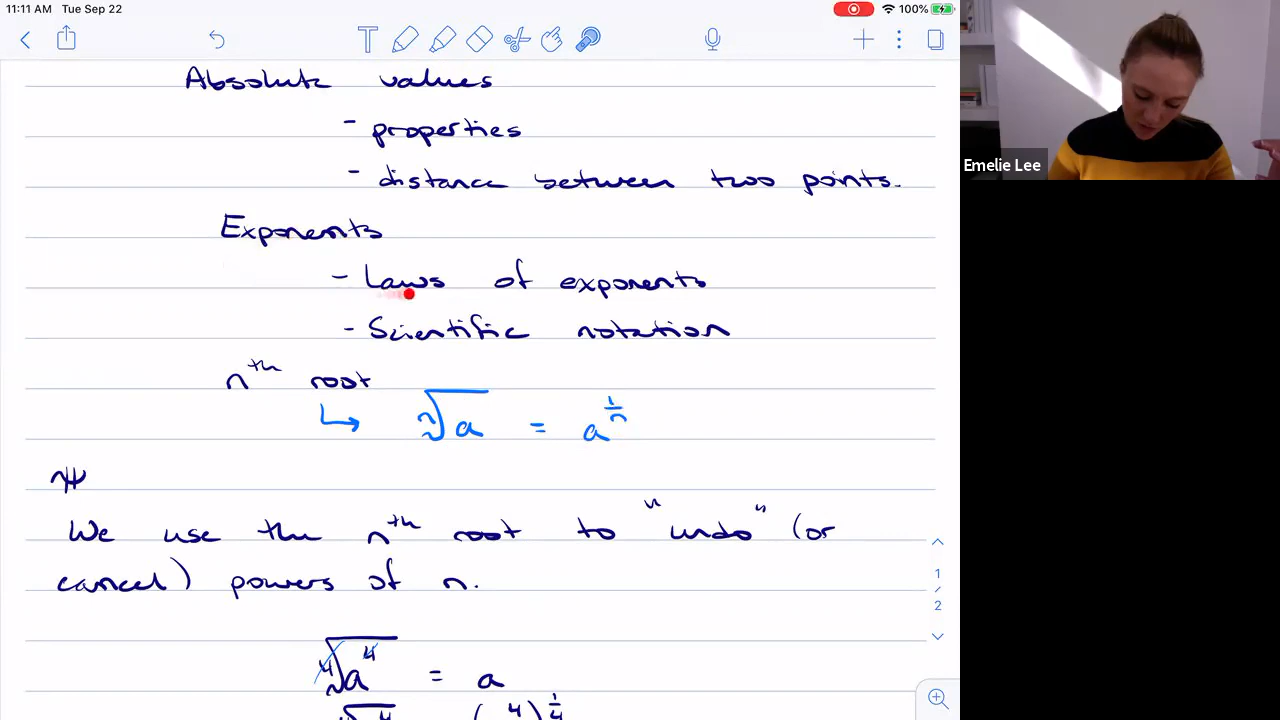 11:11 AM Tue Sep 22
100%
Absolute values
- properties
- distance between two points.
Exponents
- Laws of exponents
- Scientific notation
nᵗʰ root
↳ ⁿ√a = a^(1/n)
We use the nᵗʰ root to "undo" (or
cancel) powers of n.
⁴√a⁴ = a
Emelie Lee
1
/
2